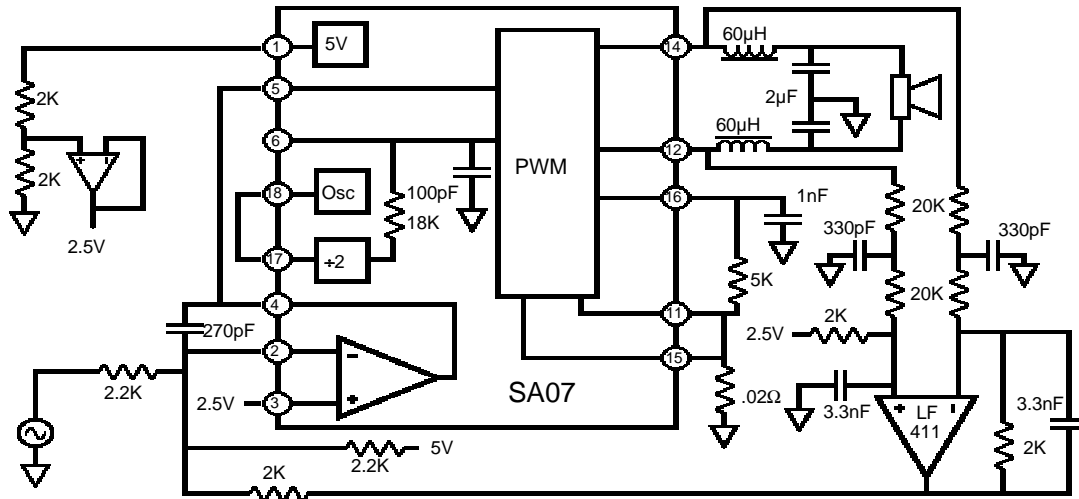 1
5V
14
60µH
2K
5
2µF
6
60µH
12
PWM
2K
100pF
16
1nF
20K
18
Osc
18K
330pF
330pF
2.5V
17
÷2
5K
20K
4
11
270pF
2K
2.5V
2
15
2.2K
SA07
.02Ω
2.5V
3
3.3nF
LF
411
3.3nF
2K
5V
2.2K
2K
+
-
–
+
+
-